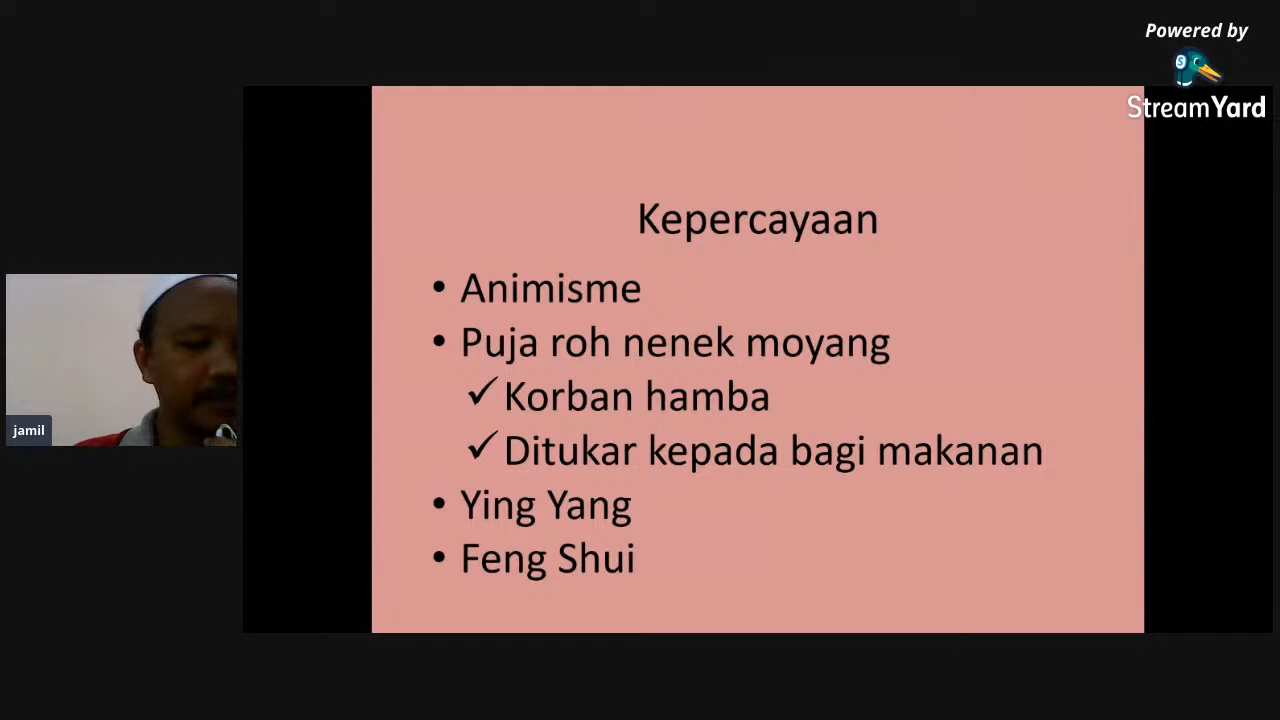 Powered by
StreamYard
Kepercayaan
• Animisme
• Puja roh nenek moyang
✓ Korban hamba
✓ Ditukar kepada bagi makanan
• Ying Yang
• Feng Shui
jamil